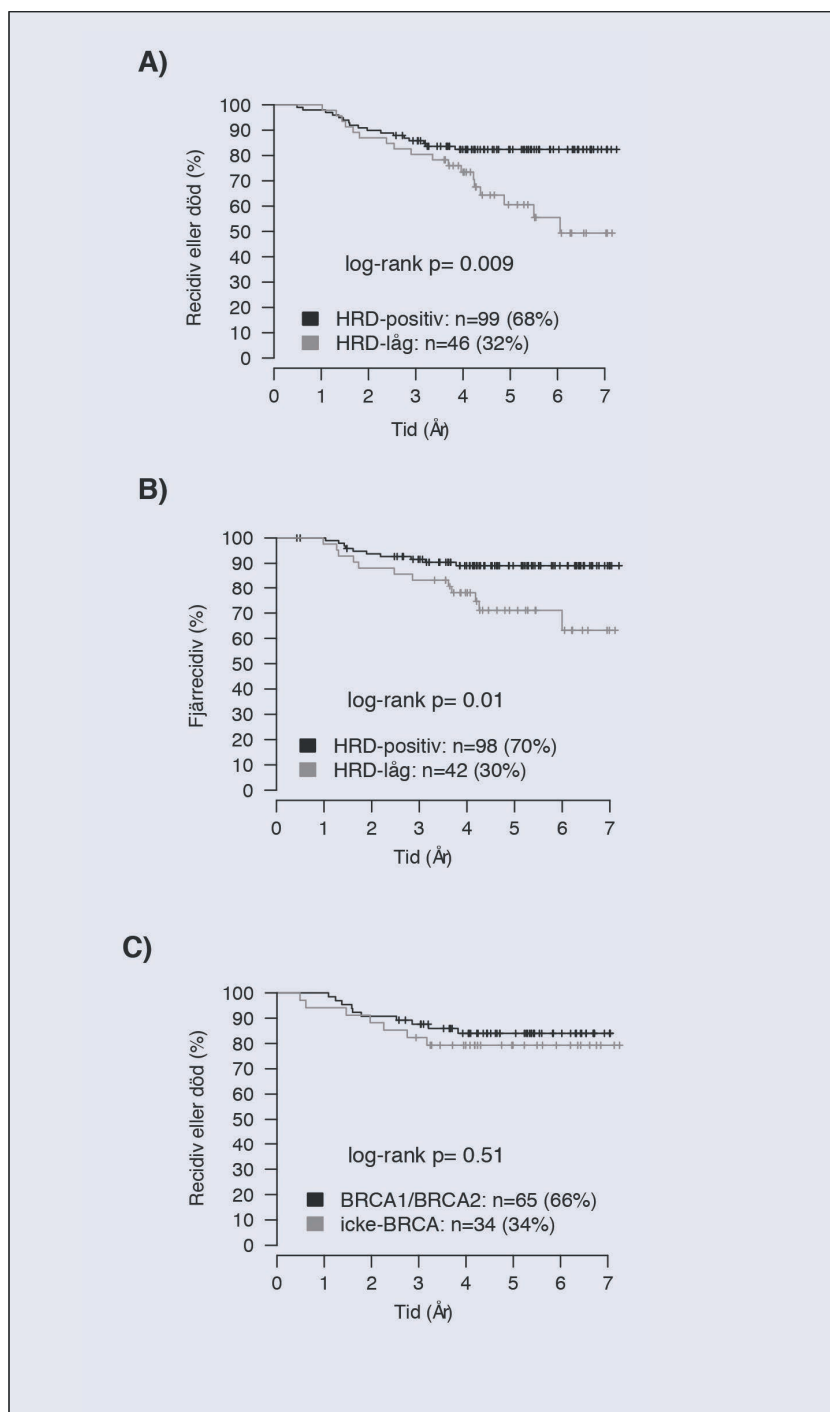 A)
Recidiv eller död (%)
100
90
80
70
60
50
40
30
20
10
0
log-rank p= 0.009
HRD-positiv: n=99 (68%)
HRD-låg: n=46 (32%)
0 1 2 3 4 5 6 7
Tid (År)
B)
Fjärrecidiv (%)
100
90
80
70
60
50
40
30
20
10
0
log-rank p= 0.01
HRD-positiv: n=98 (70%)
HRD-låg: n=42 (30%)
0 1 2 3 4 5 6 7
Tid (År)
C)
Recidiv eller död (%)
100
90
80
70
60
50
40
30
20
10
0
log-rank p= 0.51
BRCA1/BRCA2: n=65 (66%)
icke-BRCA: n=34 (34%)
0 1 2 3 4 5 6 7
Tid (År)